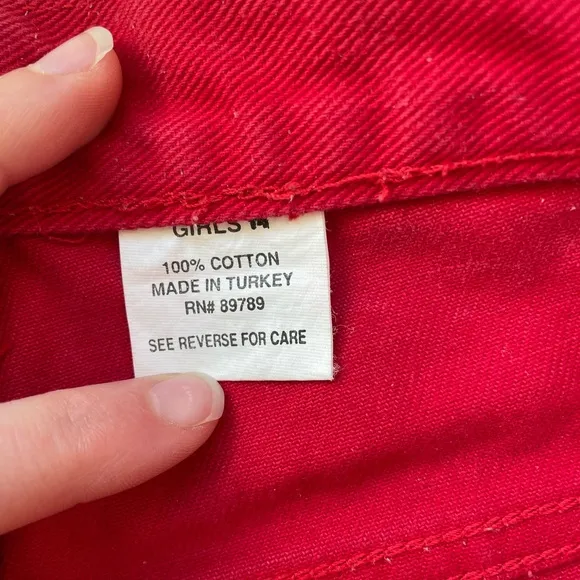 GIRLS 14
100% COTTON
MADE IN TURKEY
RN# 89789
SEE REVERSE FOR CARE